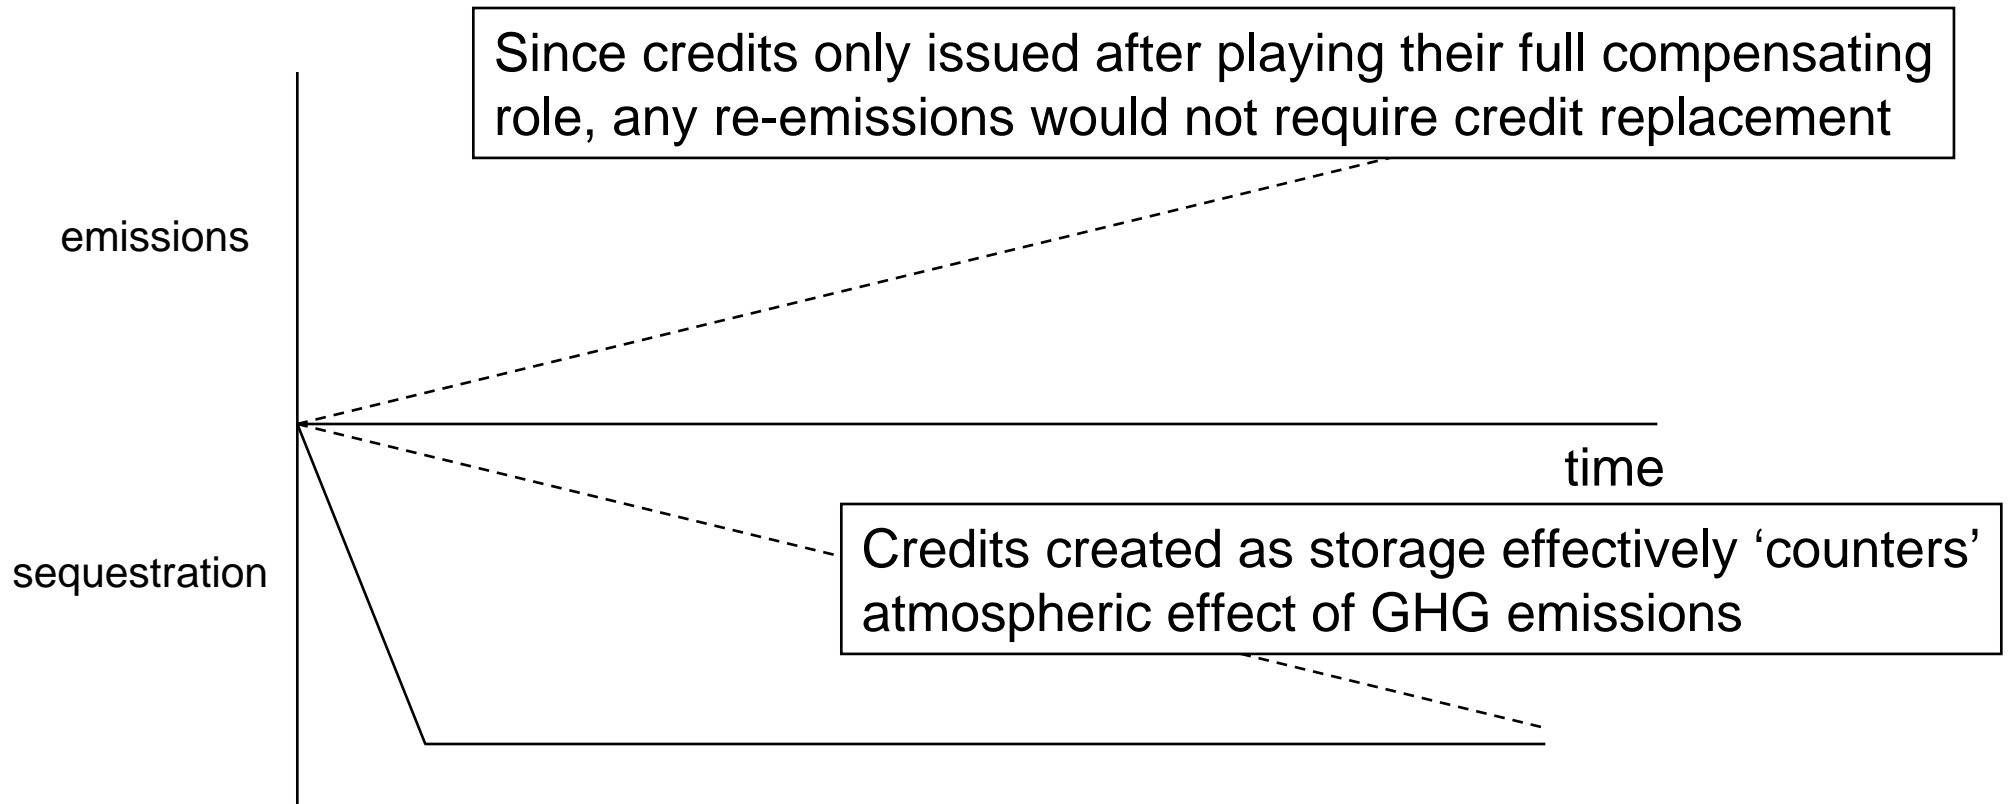 Since credits only issued after playing their full compensating
role, any re-emissions would not require credit replacement
emissions
time
Credits created as storage effectively ‘counters’
atmospheric effect of GHG emissions
sequestration